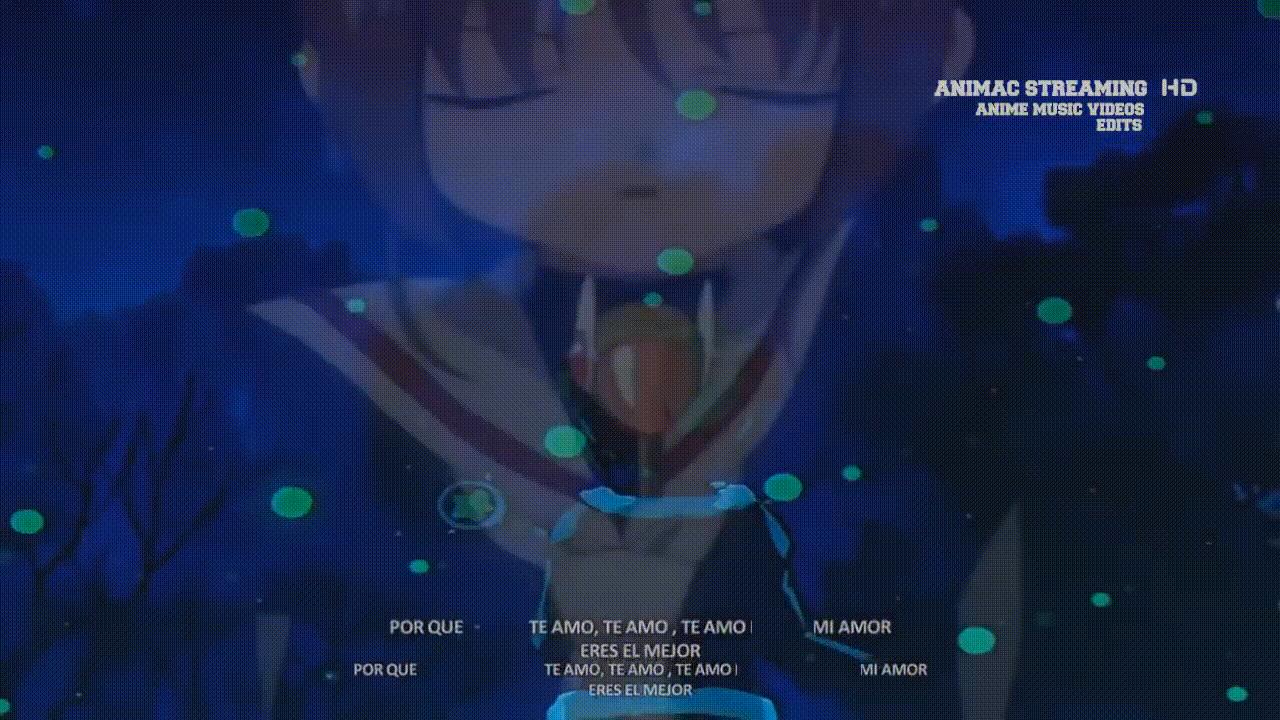 ANIMAC STREAMING HD
ANIME MUSIC VIDEOS
EDITS
POR QUE - TE AMO, TE AMO , TE AMO MI AMOR
ERES EL MEJOR
POR QUE TE AMO, TE AMO , TE AMO MI AMOR
ERES EL MEJOR